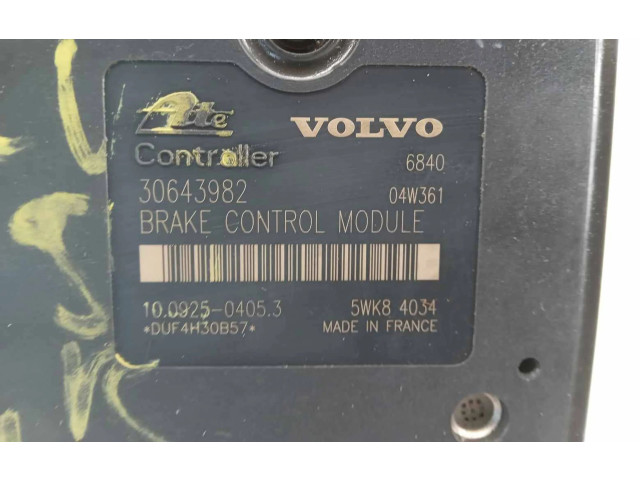 Ate VOLVO
Controller 6840
30643982 04W361
BRAKE CONTROL MODULE
10.0925-0405.3 5WK8 4034
*DUF4H30B57* MADE IN FRANCE